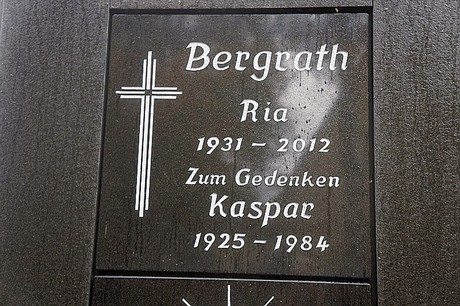 Bergrath
Ria
1931 – 2012
Zum Gedenken
Kaspar
1925 – 1984